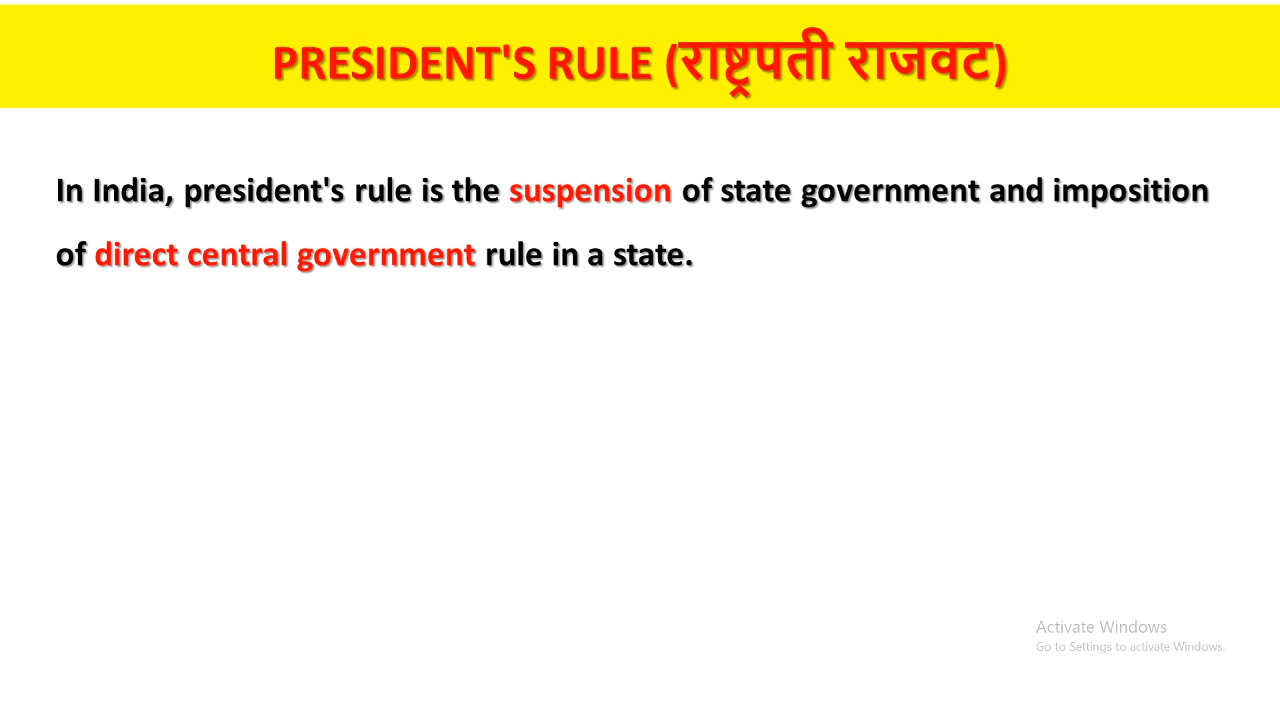 PRESIDENT'S RULE (राष्ट्रपती राजवट)
In India, president's rule is the suspension of state government and imposition
of direct central government rule in a state.
Activate Windows
Go to Settings to activate Windows.